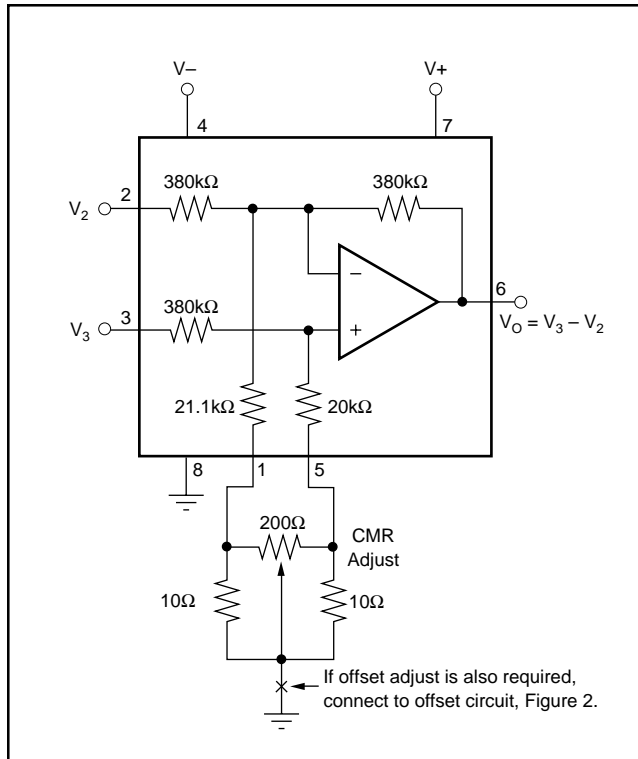 V–
V+
4
7
380kΩ
380kΩ
2
V2
–
6
3
380kΩ
V3
+
VO = V3 – V2
21.1kΩ
20kΩ
8
1
5
200Ω
CMR
Adjust
10Ω
10Ω
If offset adjust is also required,
connect to offset circuit, Figure 2.